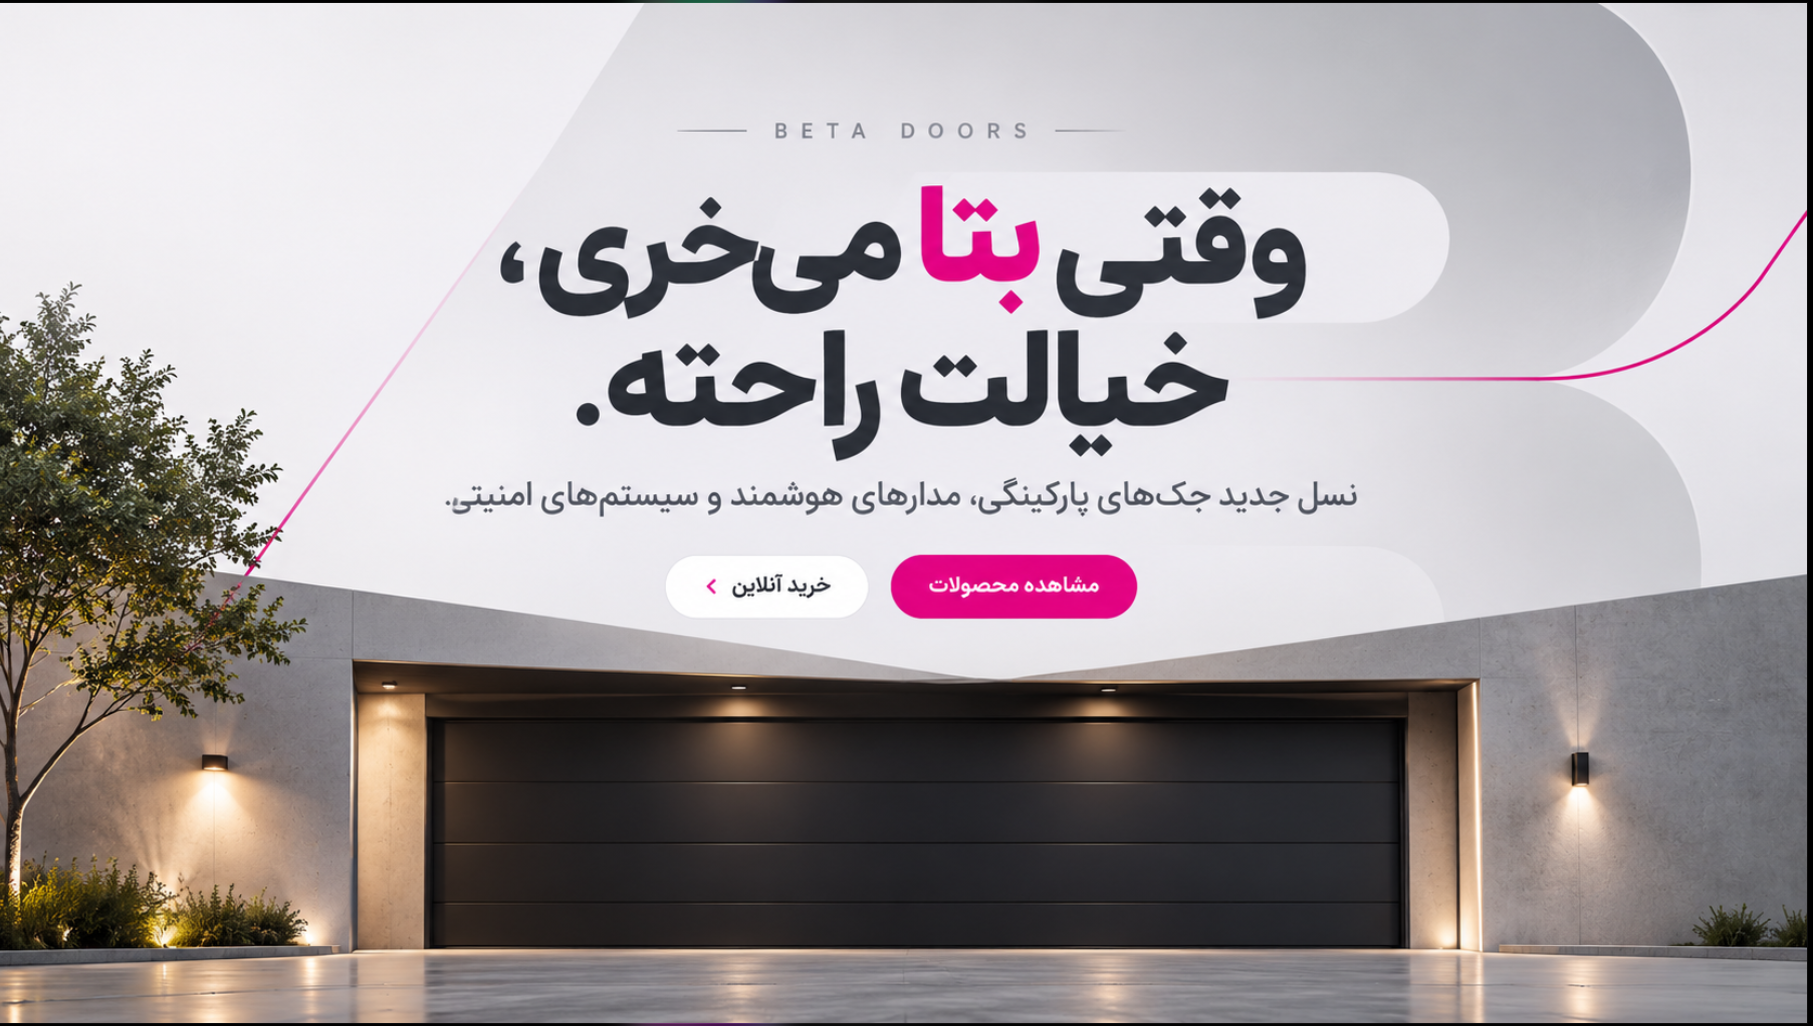 BETA DOORS
وقتی بتا می‌خری،
خیالت راحته.
نسل جدید جک‌های پارکینگی، مدارهای هوشمند و سیستم‌های امنیتی.
مشاهده محصولات
خرید آنلاین